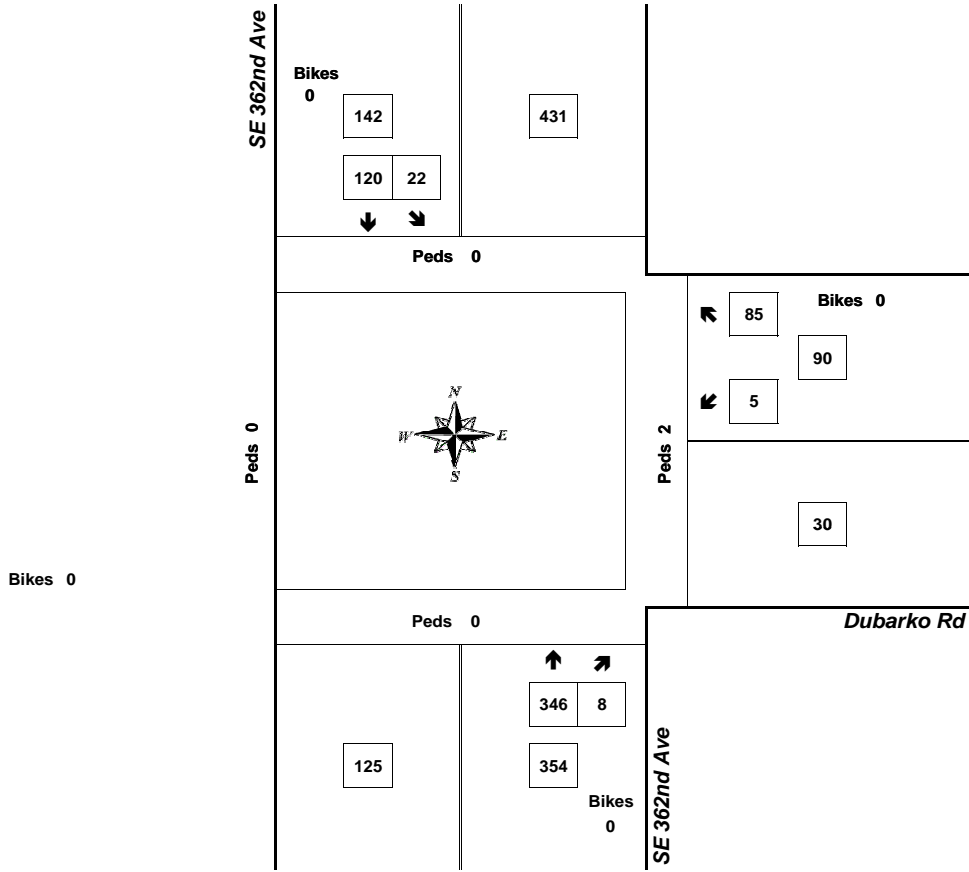 SE 362nd Ave
Bikes
0
142
431
120 22
Peds 0
Bikes 0
85
90
5
N
W E
S
Peds 0
Peds 2
30
Bikes 0
Peds 0
Dubarko Rd
346 8
125
354
Bikes
0
SE 362nd Ave